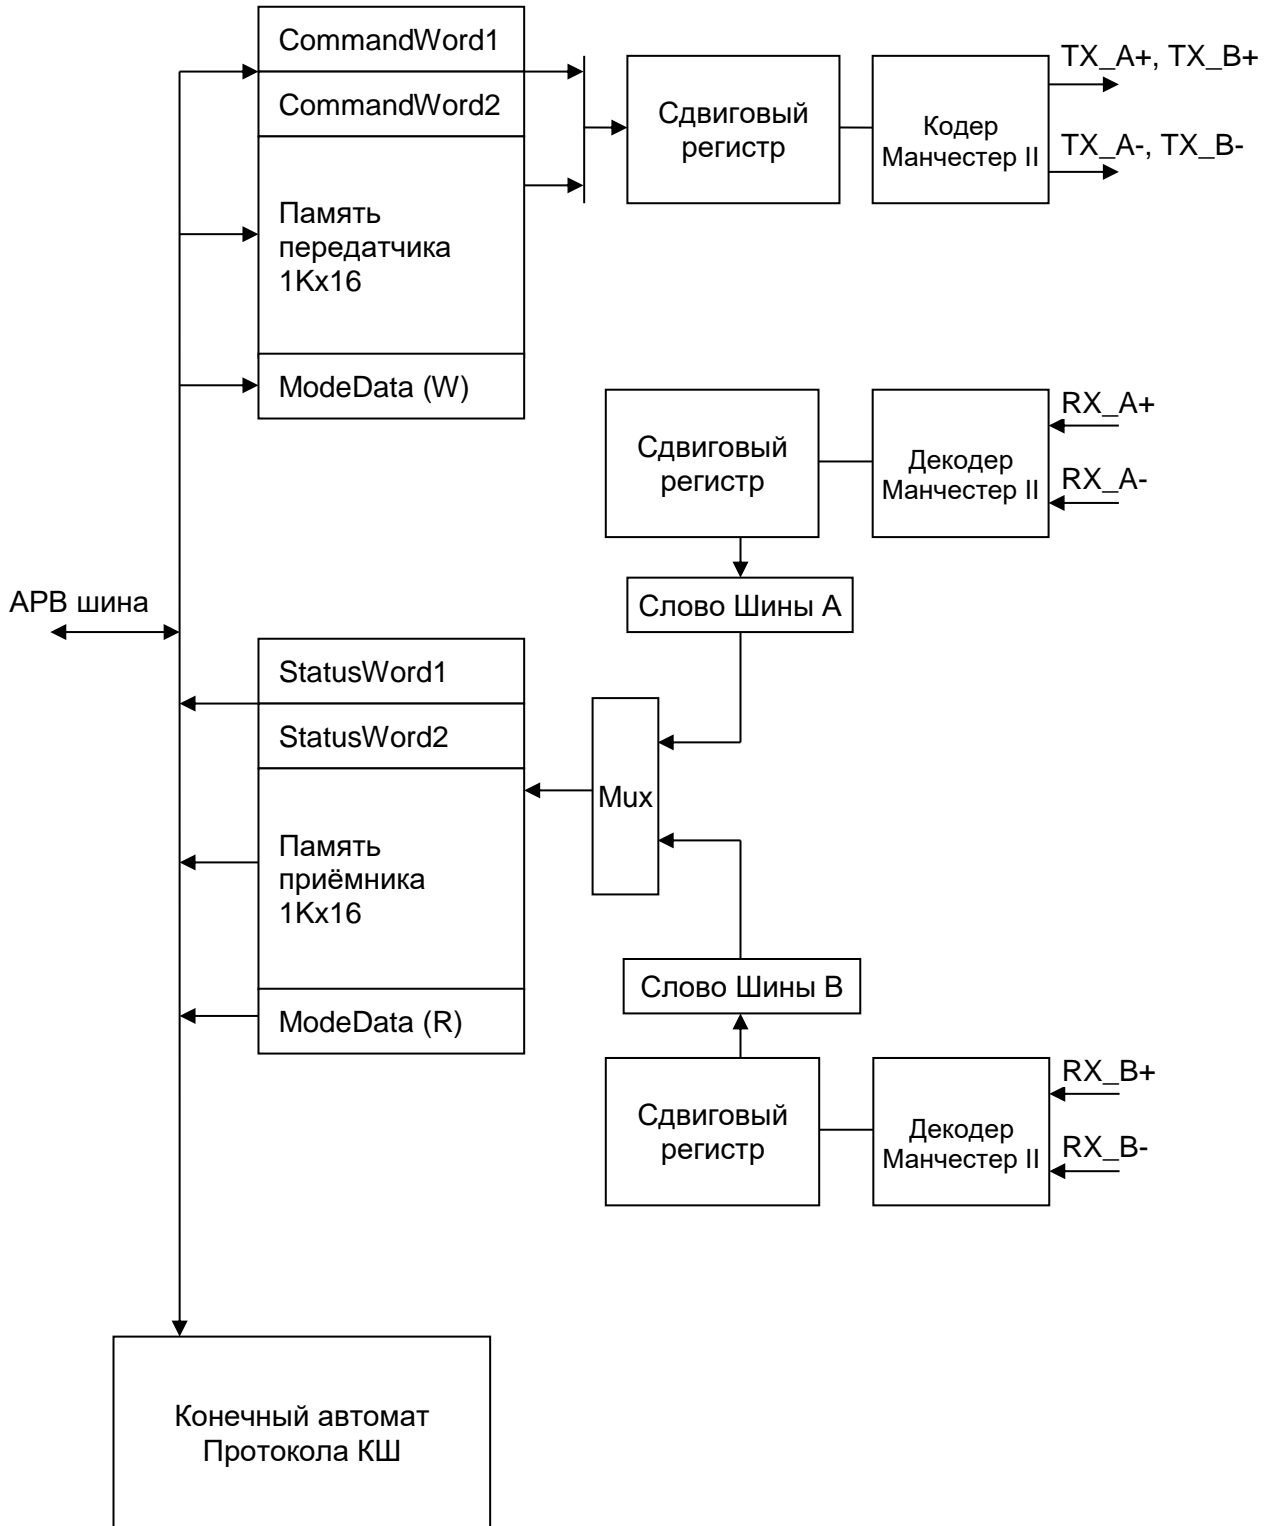 CommandWord1
CommandWord2
Память
передатчика
1Kx16
ModeData (W)
Сдвиговый
регистр
Кодер
Манчестер II
TX_A+, TX_B+
TX_A-, TX_B-
Сдвиговый
регистр
Декодер
Манчестер II
RX_A+
RX_A-
Слово Шины А
APB шина
StatusWord1
StatusWord2
Память
приёмника
1Kx16
ModeData (R)
Mux
Слово Шины В
Сдвиговый
регистр
Декодер
Манчестер II
RX_B+
RX_B-
Конечный автомат
Протокола КШ